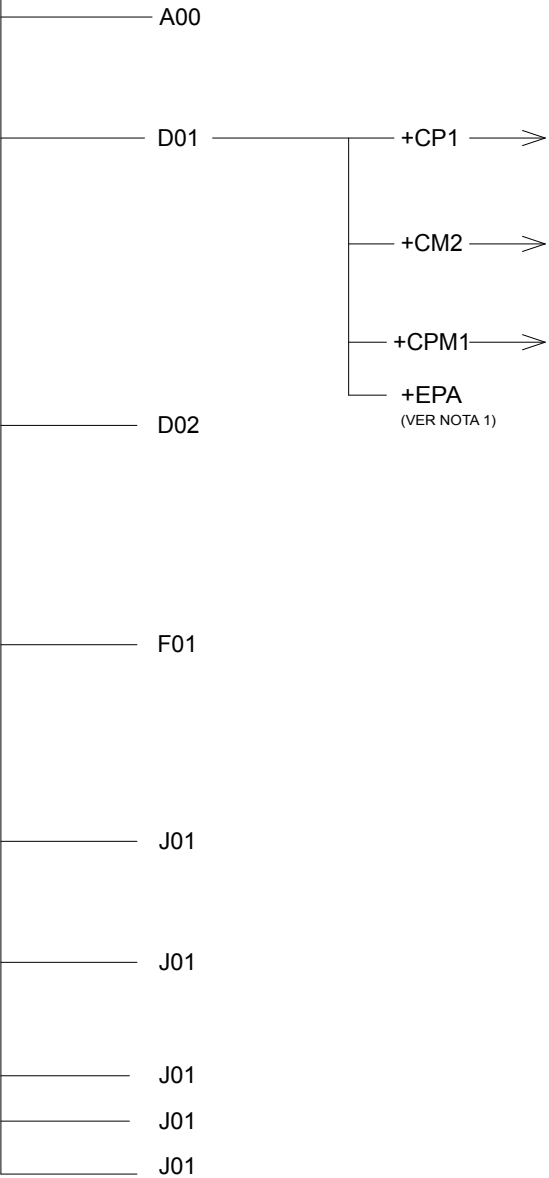 A00
D01
+CP1
+CM2
+CPM1
+EPA
(VER NOTA 1)
D02
F01
J01
J01
J01
J01
J01